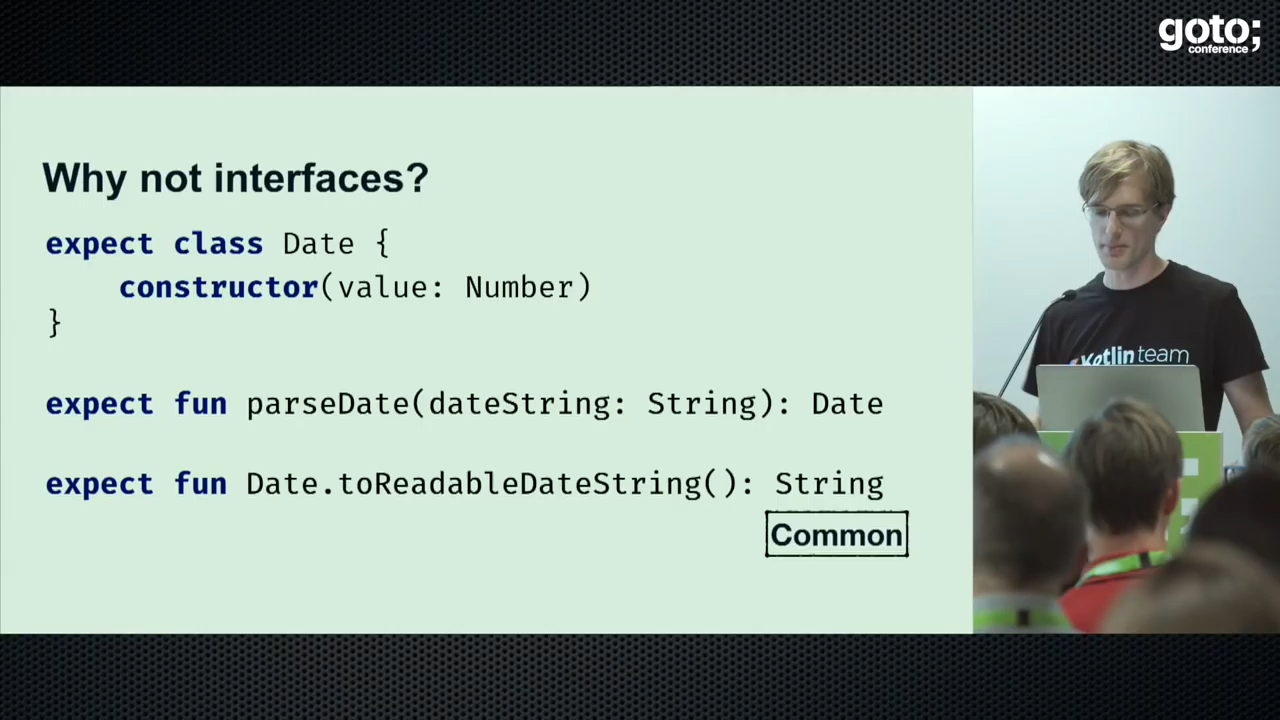 goto;
conference
Why not interfaces?
expect class Date {
constructor(value: Number)
}
expect fun parseDate(dateString: String): Date
expect fun Date.toReadableDateString(): String
Common
Kotlin team